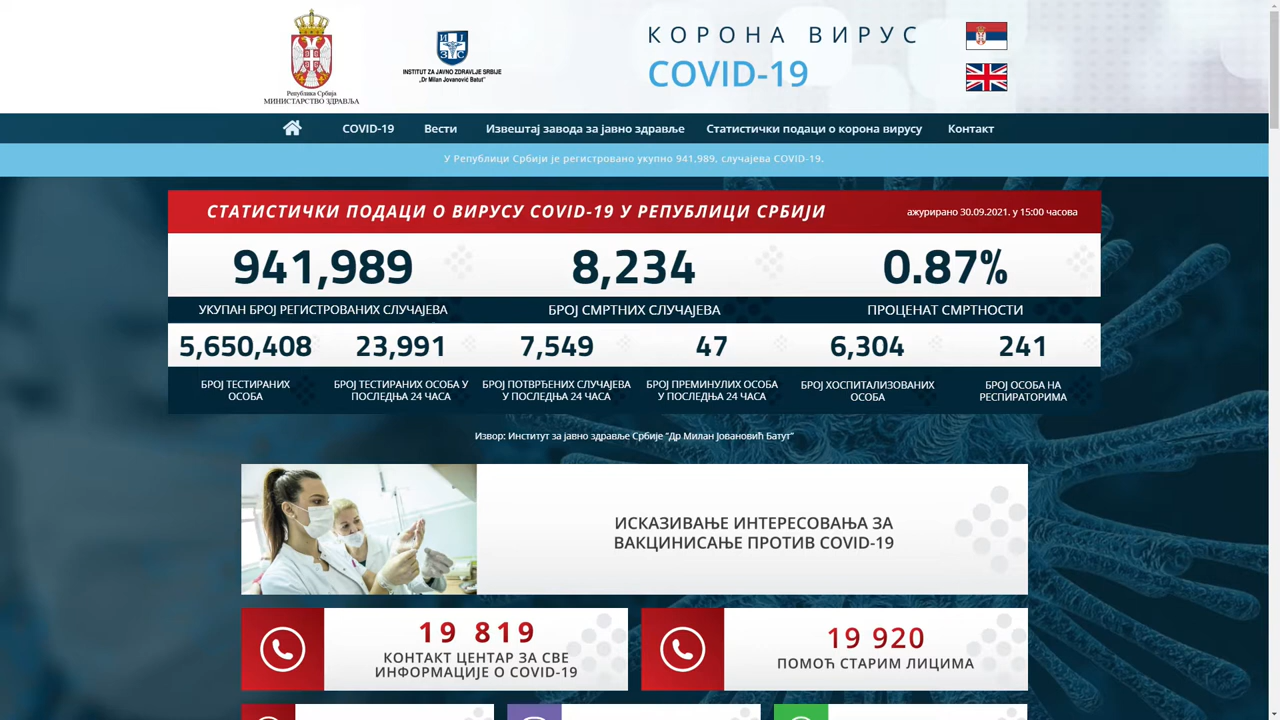 КОРОНА ВИРУС
COVID-19
Република Србија
МИНИСТАРСТВО ЗДРАВЉА
INSTITUT ZA JAVNO ZDRAVLJE SRBIJE
„Dr Milan Jovanović Batut“
COVID-19 Вести Извештај завода за јавно здравље Статистички подаци о корона вирусу Контакт
У Републици Србији је регистровано укупно 941,989, случајева COVID-19.
СТАТИСТИЧКИ ПОДАЦИ О ВИРУСУ COVID-19 У РЕПУБЛИЦИ СРБИЈИ
ажурирано 30.09.2021. у 15:00 часова
941,989 8,234 0.87%
УКУПАН БРОЈ РЕГИСТРОВАНИХ СЛУЧАЈЕВА БРОЈ СМРТНИХ СЛУЧАЈЕВА ПРОЦЕНАТ СМРТНОСТИ
5,650,408 23,991 7,549 47 6,304 241
БРОЈ ТЕСТИРАНИХ
ОСОБА
БРОЈ ТЕСТИРАНИХ ОСОБА У
ПОСЛЕДЊА 24 ЧАСА
БРОЈ ПОТВРЂЕНИХ СЛУЧАЈЕВА
У ПОСЛЕДЊА 24 ЧАСА
БРОЈ ПРЕМИНУЛИХ ОСОБА
У ПОСЛЕДЊА 24 ЧАСА
БРОЈ ХОСПИТАЛИЗОВАНИХ
ОСОБА
БРОЈ ОСОБА НА
РЕСПИРАТОРИМА
Извор: Институт за јавно здравље Србије "Др Милан Јовановић Батут"
ИСКАЗИВАЊЕ ИНТЕРЕСОВАЊА ЗА
ВАКЦИНИСАЊЕ ПРОТИВ COVID-19
19 819
КОНТАКТ ЦЕНТАР ЗА СВЕ
ИНФОРМАЦИЈЕ О COVID-19
19 920
ПОМОЋ СТАРИМ ЛИЦИМА